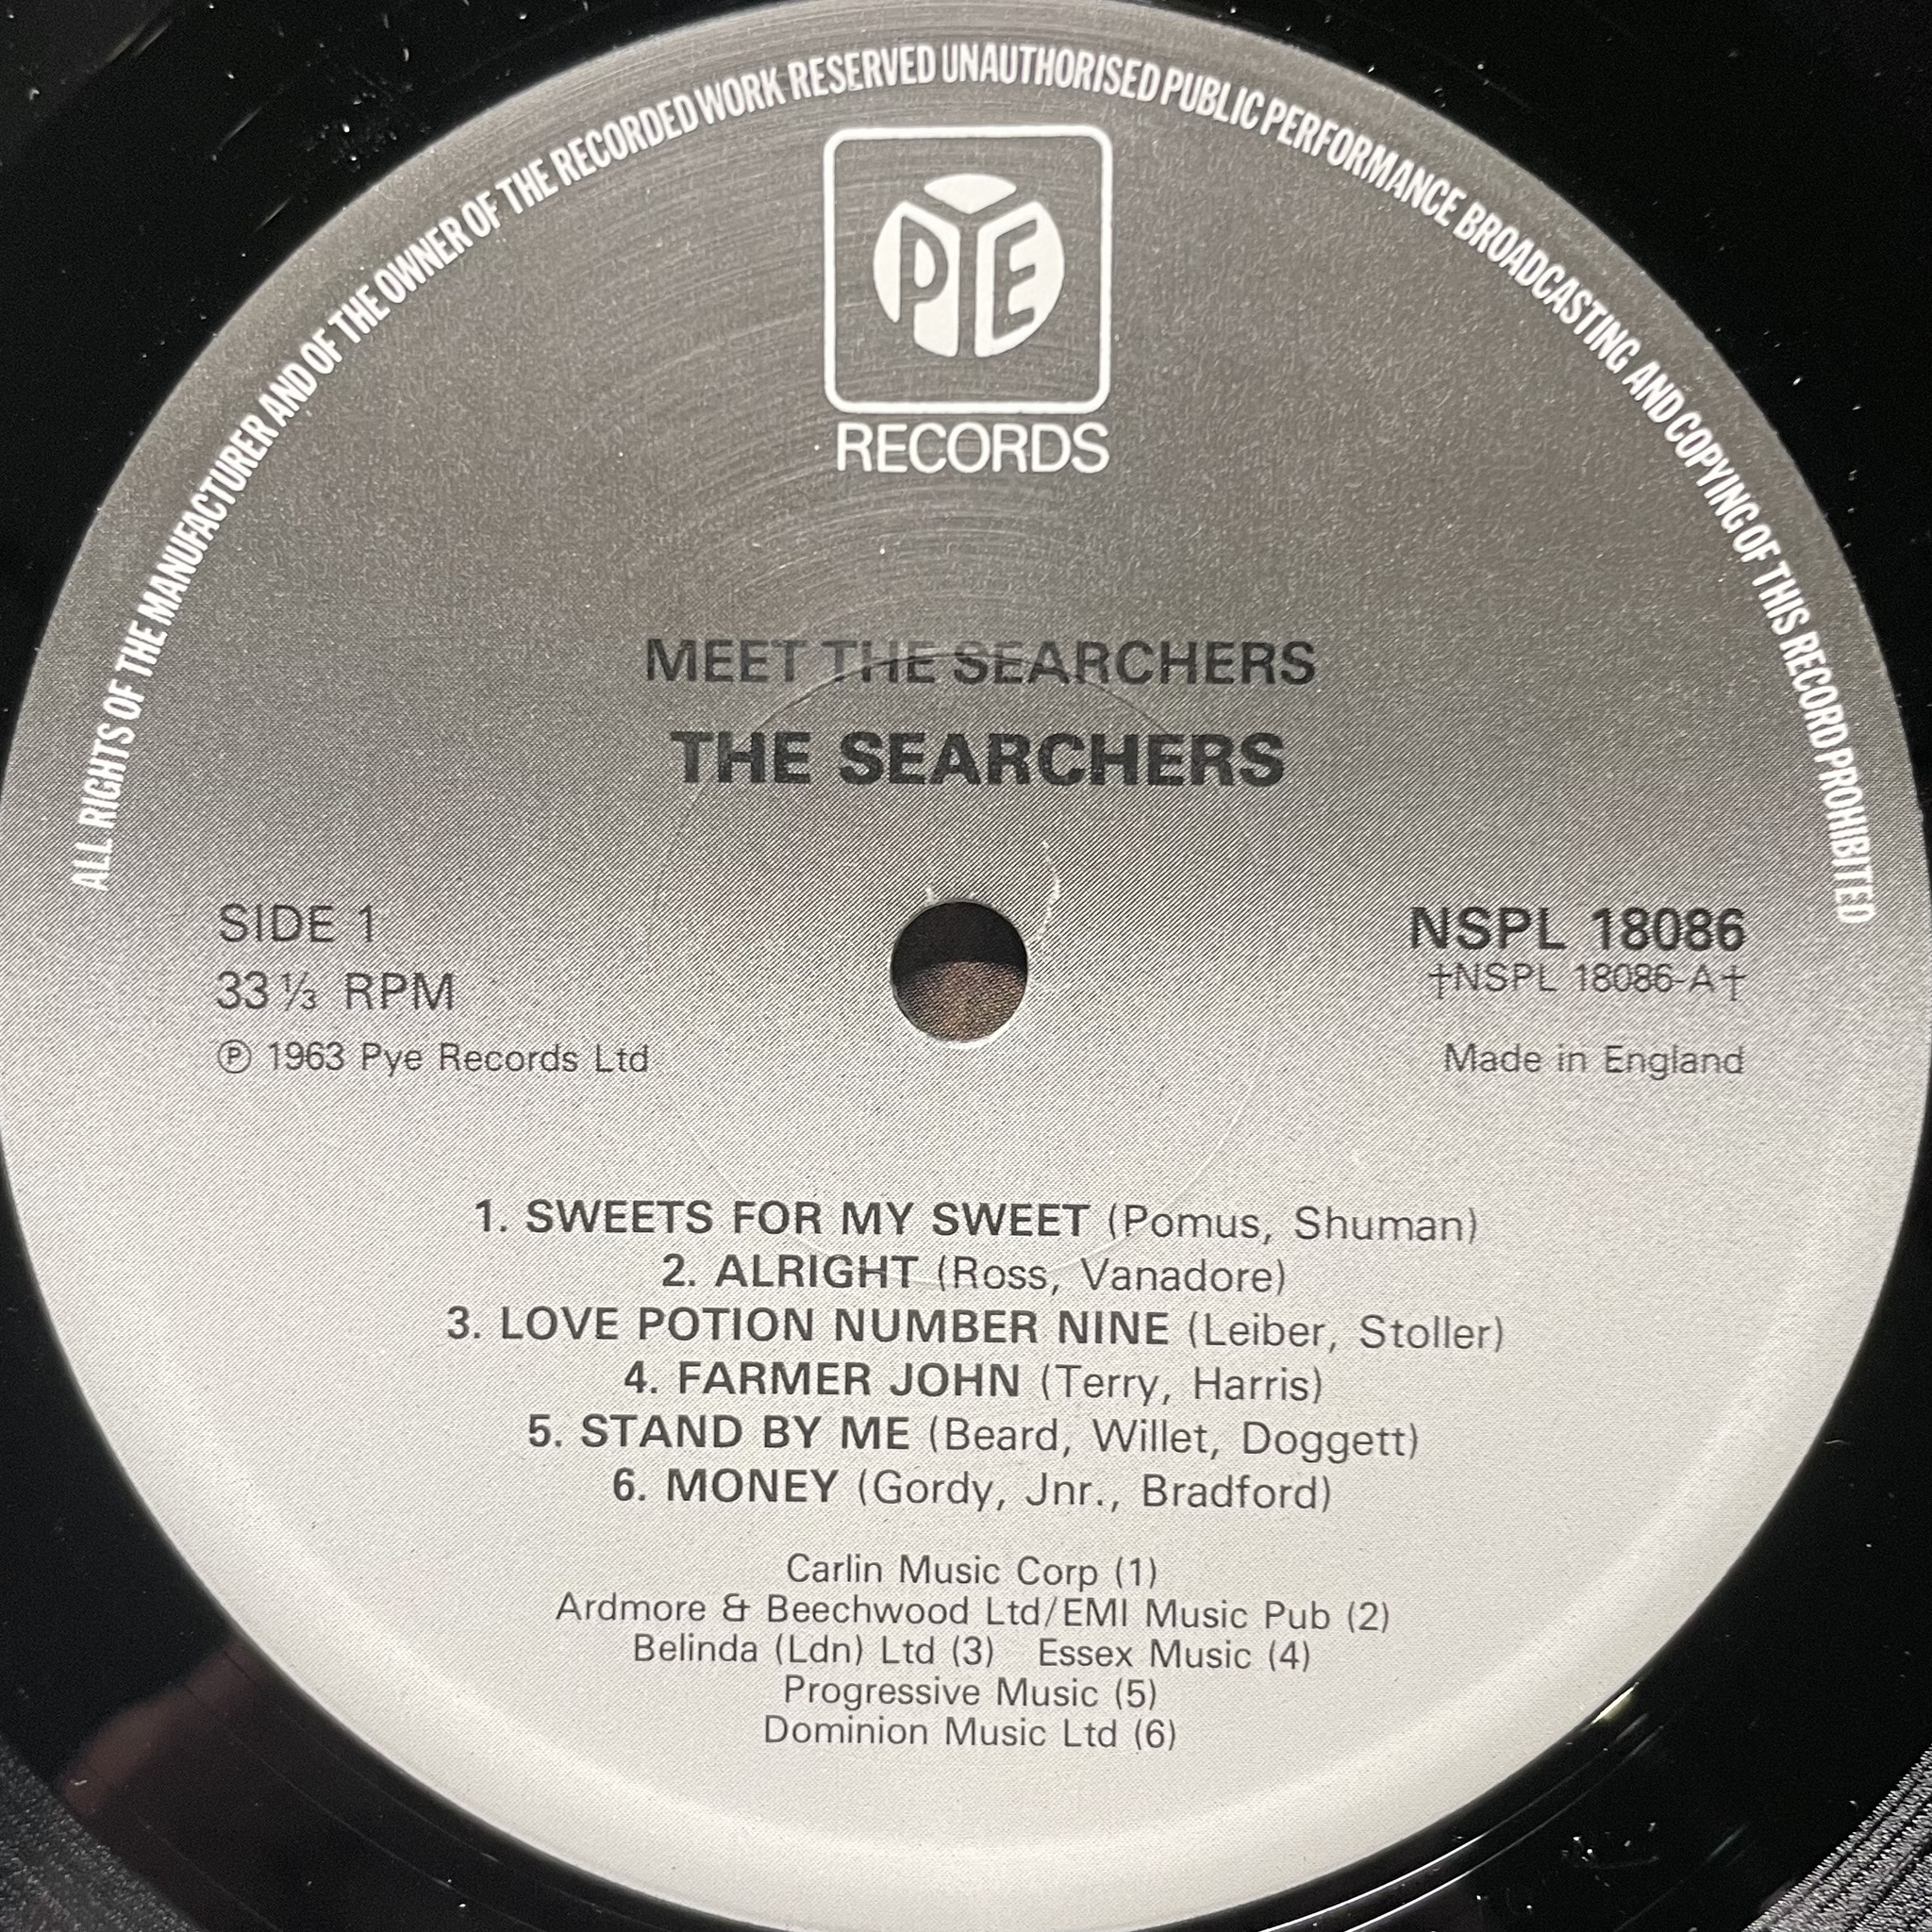 ALL RIGHTS OF THE MANUFACTURER AND OF THE OWNER OF THE RECORDED WORK RESERVED UNAUTHORISED PUBLIC PERFORMANCE BROADCASTING AND COPYING OF THIS RECORD PROHIBITED
PYE
RECORDS
MEET THE SEARCHERS
THE SEARCHERS
SIDE 1
33 ⅓ RPM
Ⓟ 1963 Pye Records Ltd
NSPL 18086
†NSPL 18086-A†
Made in England
1. SWEETS FOR MY SWEET (Pomus, Shuman)
2. ALRIGHT (Ross, Vanadore)
3. LOVE POTION NUMBER NINE (Leiber, Stoller)
4. FARMER JOHN (Terry, Harris)
5. STAND BY ME (Beard, Willet, Doggett)
6. MONEY (Gordy, Jnr., Bradford)
Carlin Music Corp (1)
Ardmore & Beechwood Ltd/EMI Music Pub (2)
Belinda (Ldn) Ltd (3) Essex Music (4)
Progressive Music (5)
Dominion Music Ltd (6)